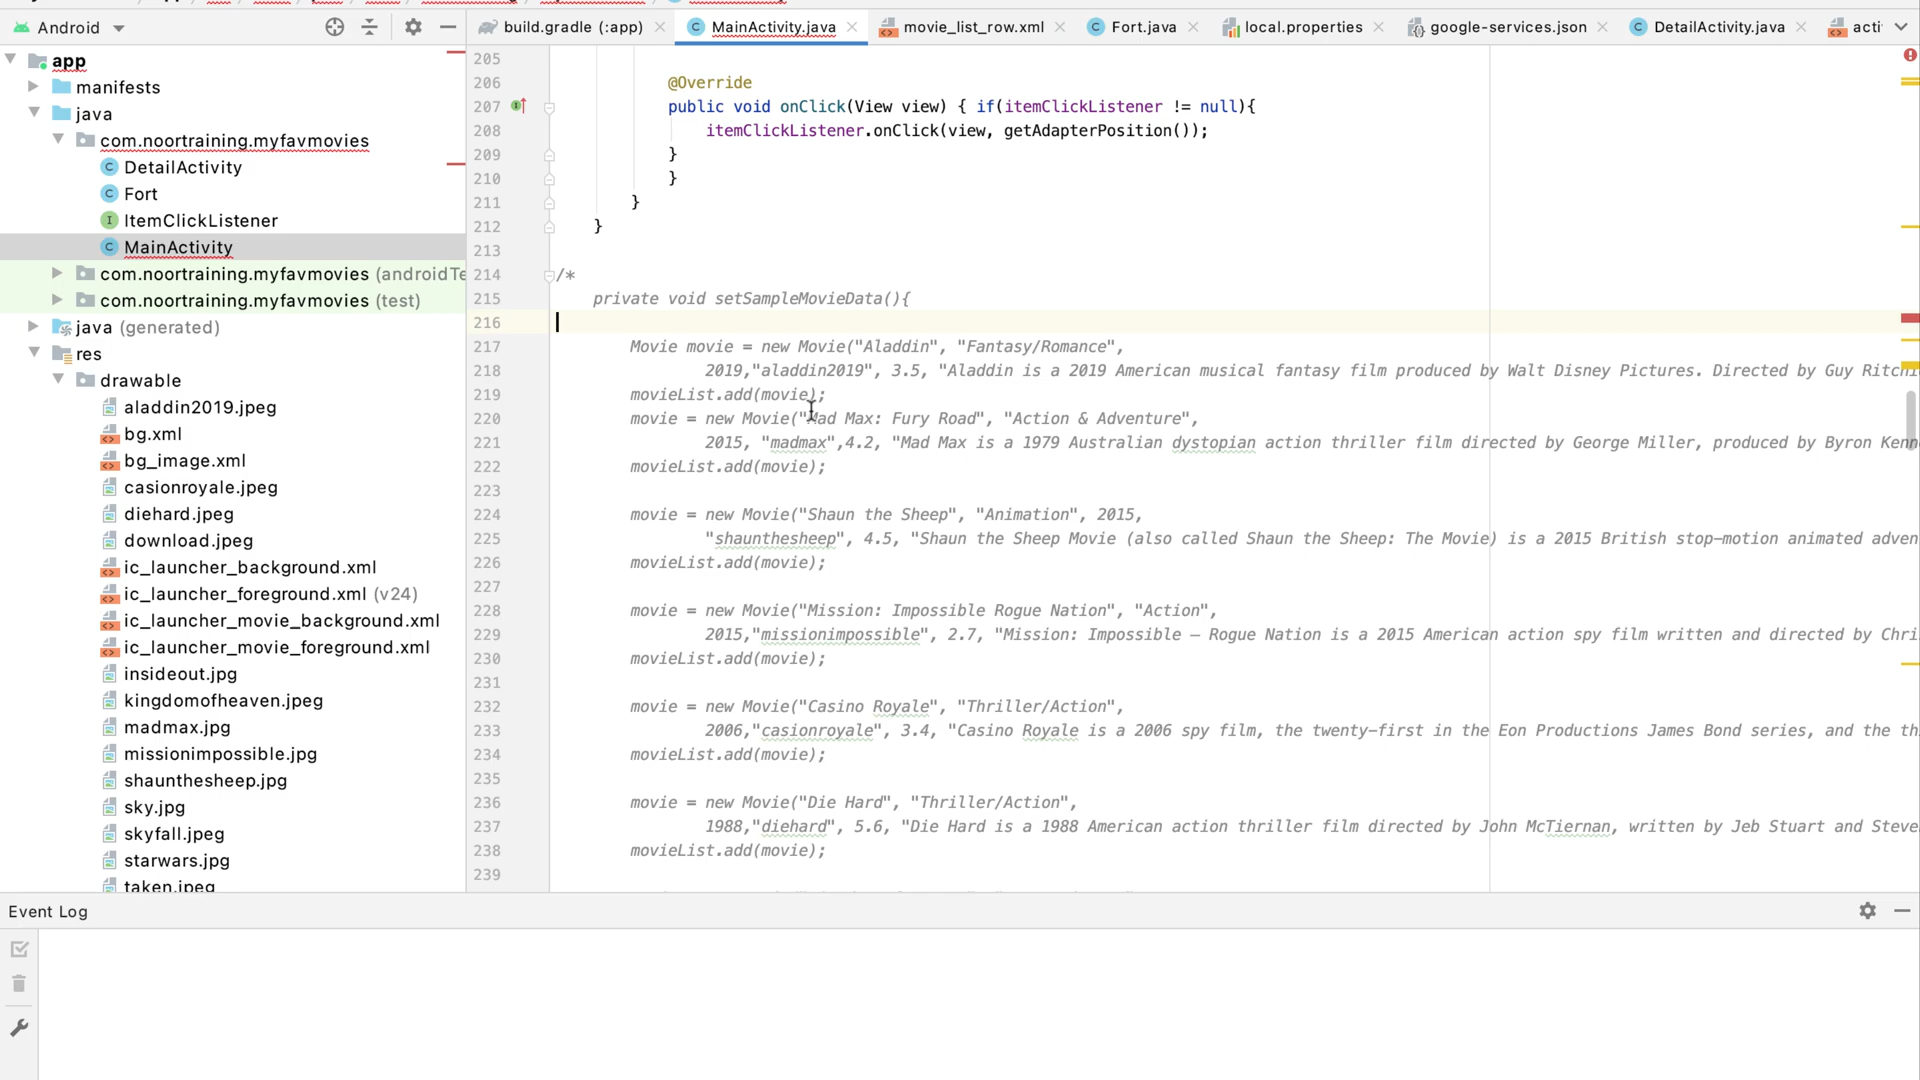 Android
build.gradle (:app)
MainActivity.java
movie_list_row.xml
Fort.java
local.properties
google-services.json
DetailActivity.java
acti
app
manifests
java
com.noortraining.myfavmovies
DetailActivity
Fort
ItemClickListener
MainActivity
com.noortraining.myfavmovies (androidTe
com.noortraining.myfavmovies (test)
java (generated)
res
drawable
aladdin2019.jpeg
bg.xml
bg_image.xml
casionroyale.jpeg
diehard.jpeg
download.jpeg
ic_launcher_background.xml
ic_launcher_foreground.xml (v24)
ic_launcher_movie_background.xml
ic_launcher_movie_foreground.xml
insideout.jpg
kingdomofheaven.jpeg
madmax.jpg
missionimpossible.jpg
shaunthesheep.jpg
sky.jpg
skyfall.jpeg
starwars.jpg
taken.jpeg
205
206 @Override
207 public void onClick(View view) { if(itemClickListener != null){
208 itemClickListener.onClick(view, getAdapterPosition());
209 }
210 }
211 }
212 }
213
214 /*
215 private void setSampleMovieData(){
216
217 Movie movie = new Movie("Aladdin", "Fantasy/Romance",
218 2019,"aladdin2019", 3.5, "Aladdin is a 2019 American musical fantasy film produced by Walt Disney Pictures. Directed by Guy Ritchi
219 movieList.add(movie);
220 movie = new Movie("Mad Max: Fury Road", "Action & Adventure",
221 2015, "madmax",4.2, "Mad Max is a 1979 Australian dystopian action thriller film directed by George Miller, produced by Byron Kenn
222 movieList.add(movie);
223
224 movie = new Movie("Shaun the Sheep", "Animation", 2015,
225 "shaunthesheep", 4.5, "Shaun the Sheep Movie (also called Shaun the Sheep: The Movie) is a 2015 British stop-motion animated adven
226 movieList.add(movie);
227
228 movie = new Movie("Mission: Impossible Rogue Nation", "Action",
229 2015,"missionimpossible", 2.7, "Mission: Impossible – Rogue Nation is a 2015 American action spy film written and directed by Chri
230 movieList.add(movie);
231
232 movie = new Movie("Casino Royale", "Thriller/Action",
233 2006,"casionroyale", 3.4, "Casino Royale is a 2006 spy film, the twenty-first in the Eon Productions James Bond series, and the th
234 movieList.add(movie);
235
236 movie = new Movie("Die Hard", "Thriller/Action",
237 1988,"diehard", 5.6, "Die Hard is a 1988 American action thriller film directed by John McTiernan, written by Jeb Stuart and Steve
238 movieList.add(movie);
239
Event Log